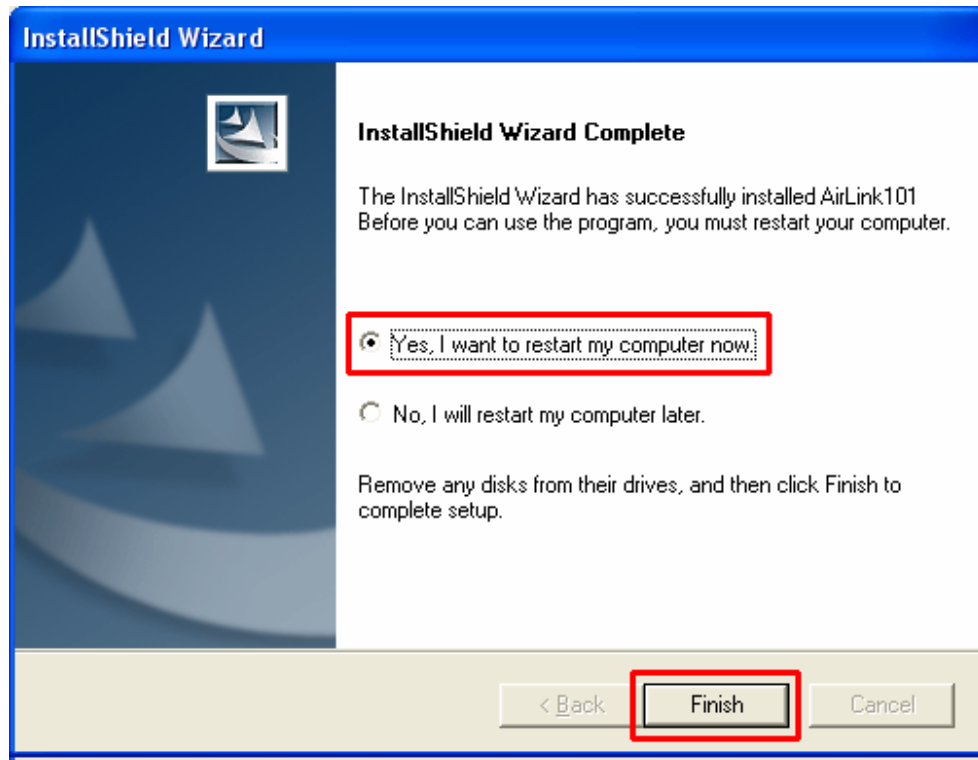 InstallShield Wizard
InstallShield Wizard Complete
The InstallShield Wizard has successfully installed AirLink101
Before you can use the program, you must restart your computer.
Yes, I want to restart my computer now.
No, I will restart my computer later.
Remove any disks from their drives, and then click Finish to
complete setup.
< Back Finish Cancel